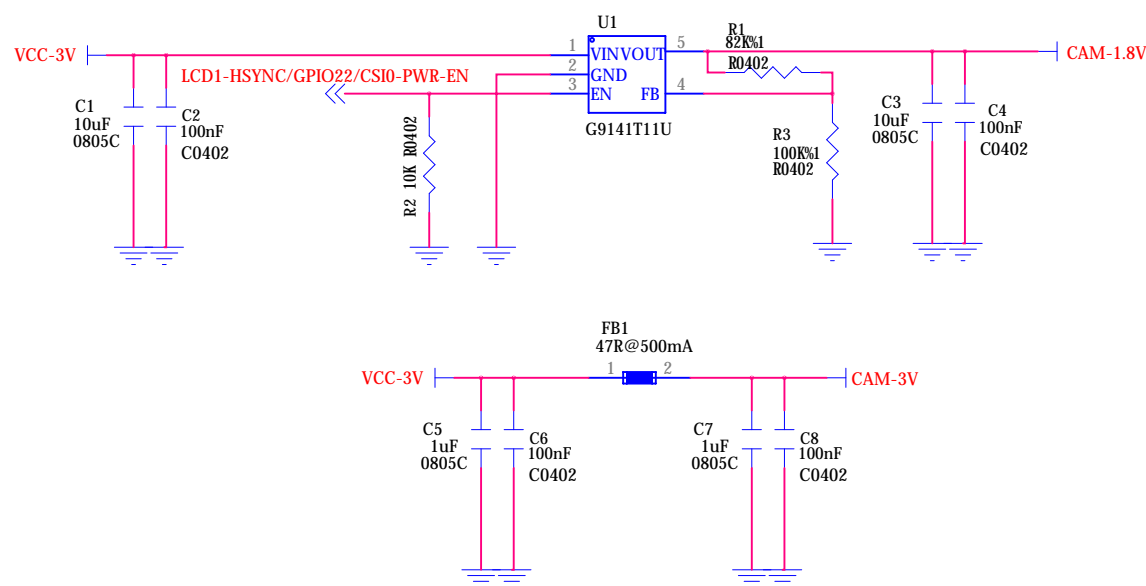 U1
VCC-3V
1
VINVOUT
5
R1
82K%1
R0402
CAM-1.8V
2
GND
LCD1-HSYNC/GPIO22/CSI0-PWR-EN
3
EN
FB
4
G9141T11U
C1
10uF
0805C
C2
100nF
C0402
R2 10K R0402
R3
100K%1
R0402
C3
10uF
0805C
C4
100nF
C0402
FB1
47R@500mA
VCC-3V
1
2
CAM-3V
C5
1uF
0805C
C6
100nF
C0402
C7
1uF
0805C
C8
100nF
C0402